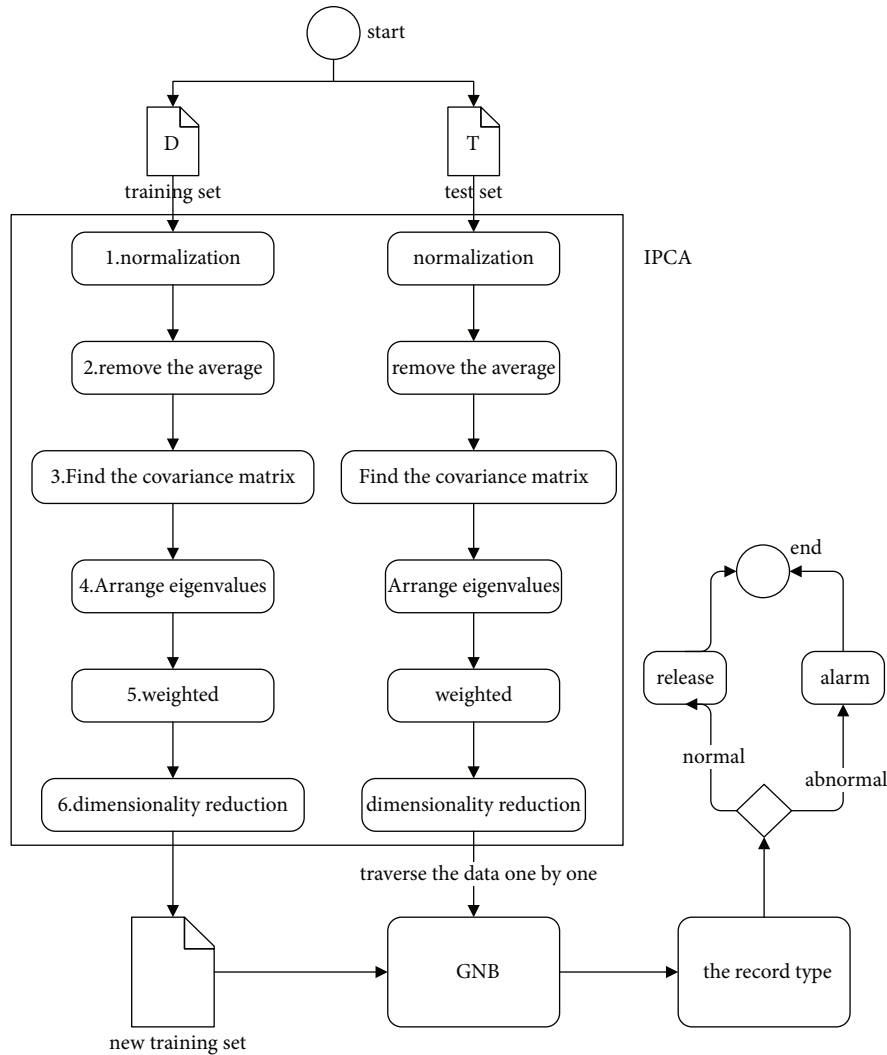 start
D
T
training set
test set
1.normalization
normalization
IPCA
2.remove the average
remove the average
3.Find the covariance matrix
Find the covariance matrix
4.Arrange eigenvalues
Arrange eigenvalues
end
5.weighted
weighted
release
alarm
normal
abnormal
6.dimensionality reduction
dimensionality reduction
traverse the data one by one
GNB
the record type
new training set